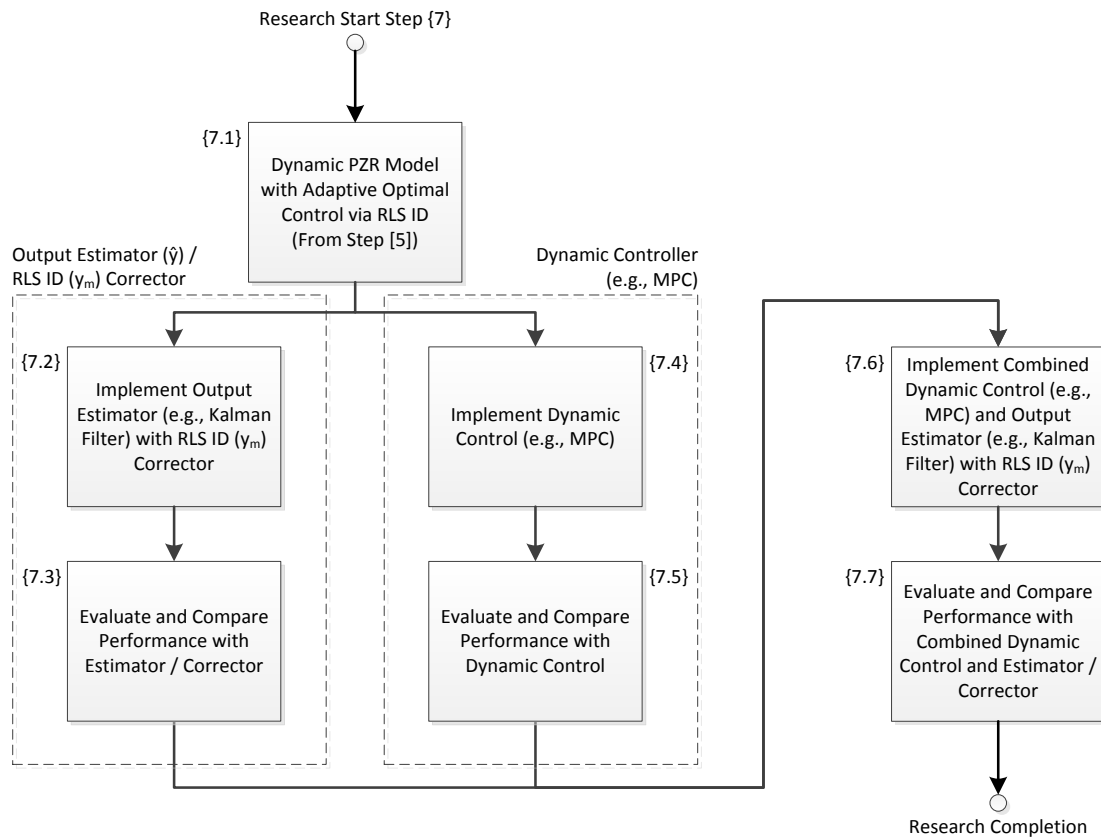 Research Start Step {7}
{7.1}
Dynamic PZR Model
with Adaptive Optimal
Control via RLS ID
(From Step [5])
Output Estimator (ŷ) /
RLS ID (yₘ) Corrector
Dynamic Controller
(e.g., MPC)
{7.2}
Implement Output
Estimator (e.g., Kalman
Filter) with RLS ID (yₘ)
Corrector
{7.3}
Evaluate and Compare
Performance with
Estimator / Corrector
{7.4}
Implement Dynamic
Control (e.g., MPC)
{7.5}
Evaluate and Compare
Performance with
Dynamic Control
{7.6}
Implement Combined
Dynamic Control (e.g.,
MPC) and Output
Estimator (e.g., Kalman
Filter) with RLS ID (yₘ)
Corrector
{7.7}
Evaluate and Compare
Performance with
Combined Dynamic
Control and Estimator /
Corrector
Research Completion